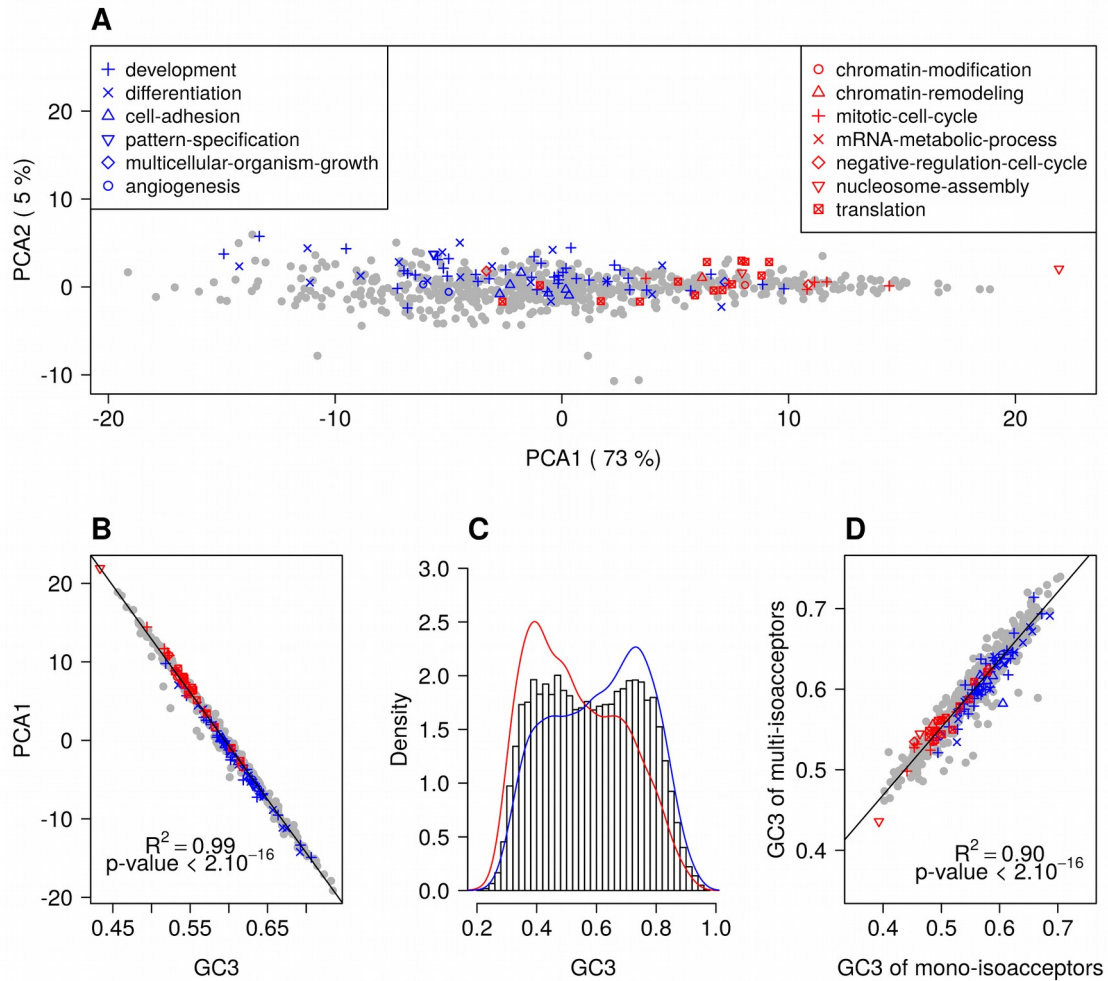 A
development
differentiation
cell-adhesion
pattern-specification
multicellular-organism-growth
angiogenesis
chromatin-modification
chromatin-remodeling
mitotic-cell-cycle
mRNA-metabolic-process
negative-regulation-cell-cycle
nucleosome-assembly
translation
PCA2 ( 5 %)
20
10
0
-10
-20 -10 0 10 20
PCA1 ( 73 %)
B
PCA1
20
10
0
-10
-20
R² = 0.99
p-value < 2.10⁻¹⁶
0.45 0.55 0.65
GC3
C
Density
3.0
2.5
2.0
1.5
1.0
0.5
0.0
0.2 0.4 0.6 0.8 1.0
GC3
D
GC3 of multi-isoacceptors
0.7
0.6
0.5
0.4
R² = 0.90
p-value < 2.10⁻¹⁶
0.4 0.5 0.6 0.7
GC3 of mono-isoacceptors